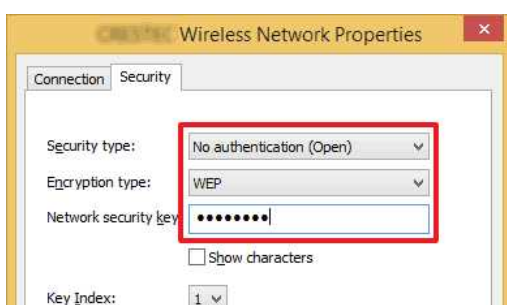 Wireless Network Properties
Connection Security
Security type: No authentication (Open)
Encryption type: WEP
Network security key ●●●●●●●●
Show characters
Key Index: 1